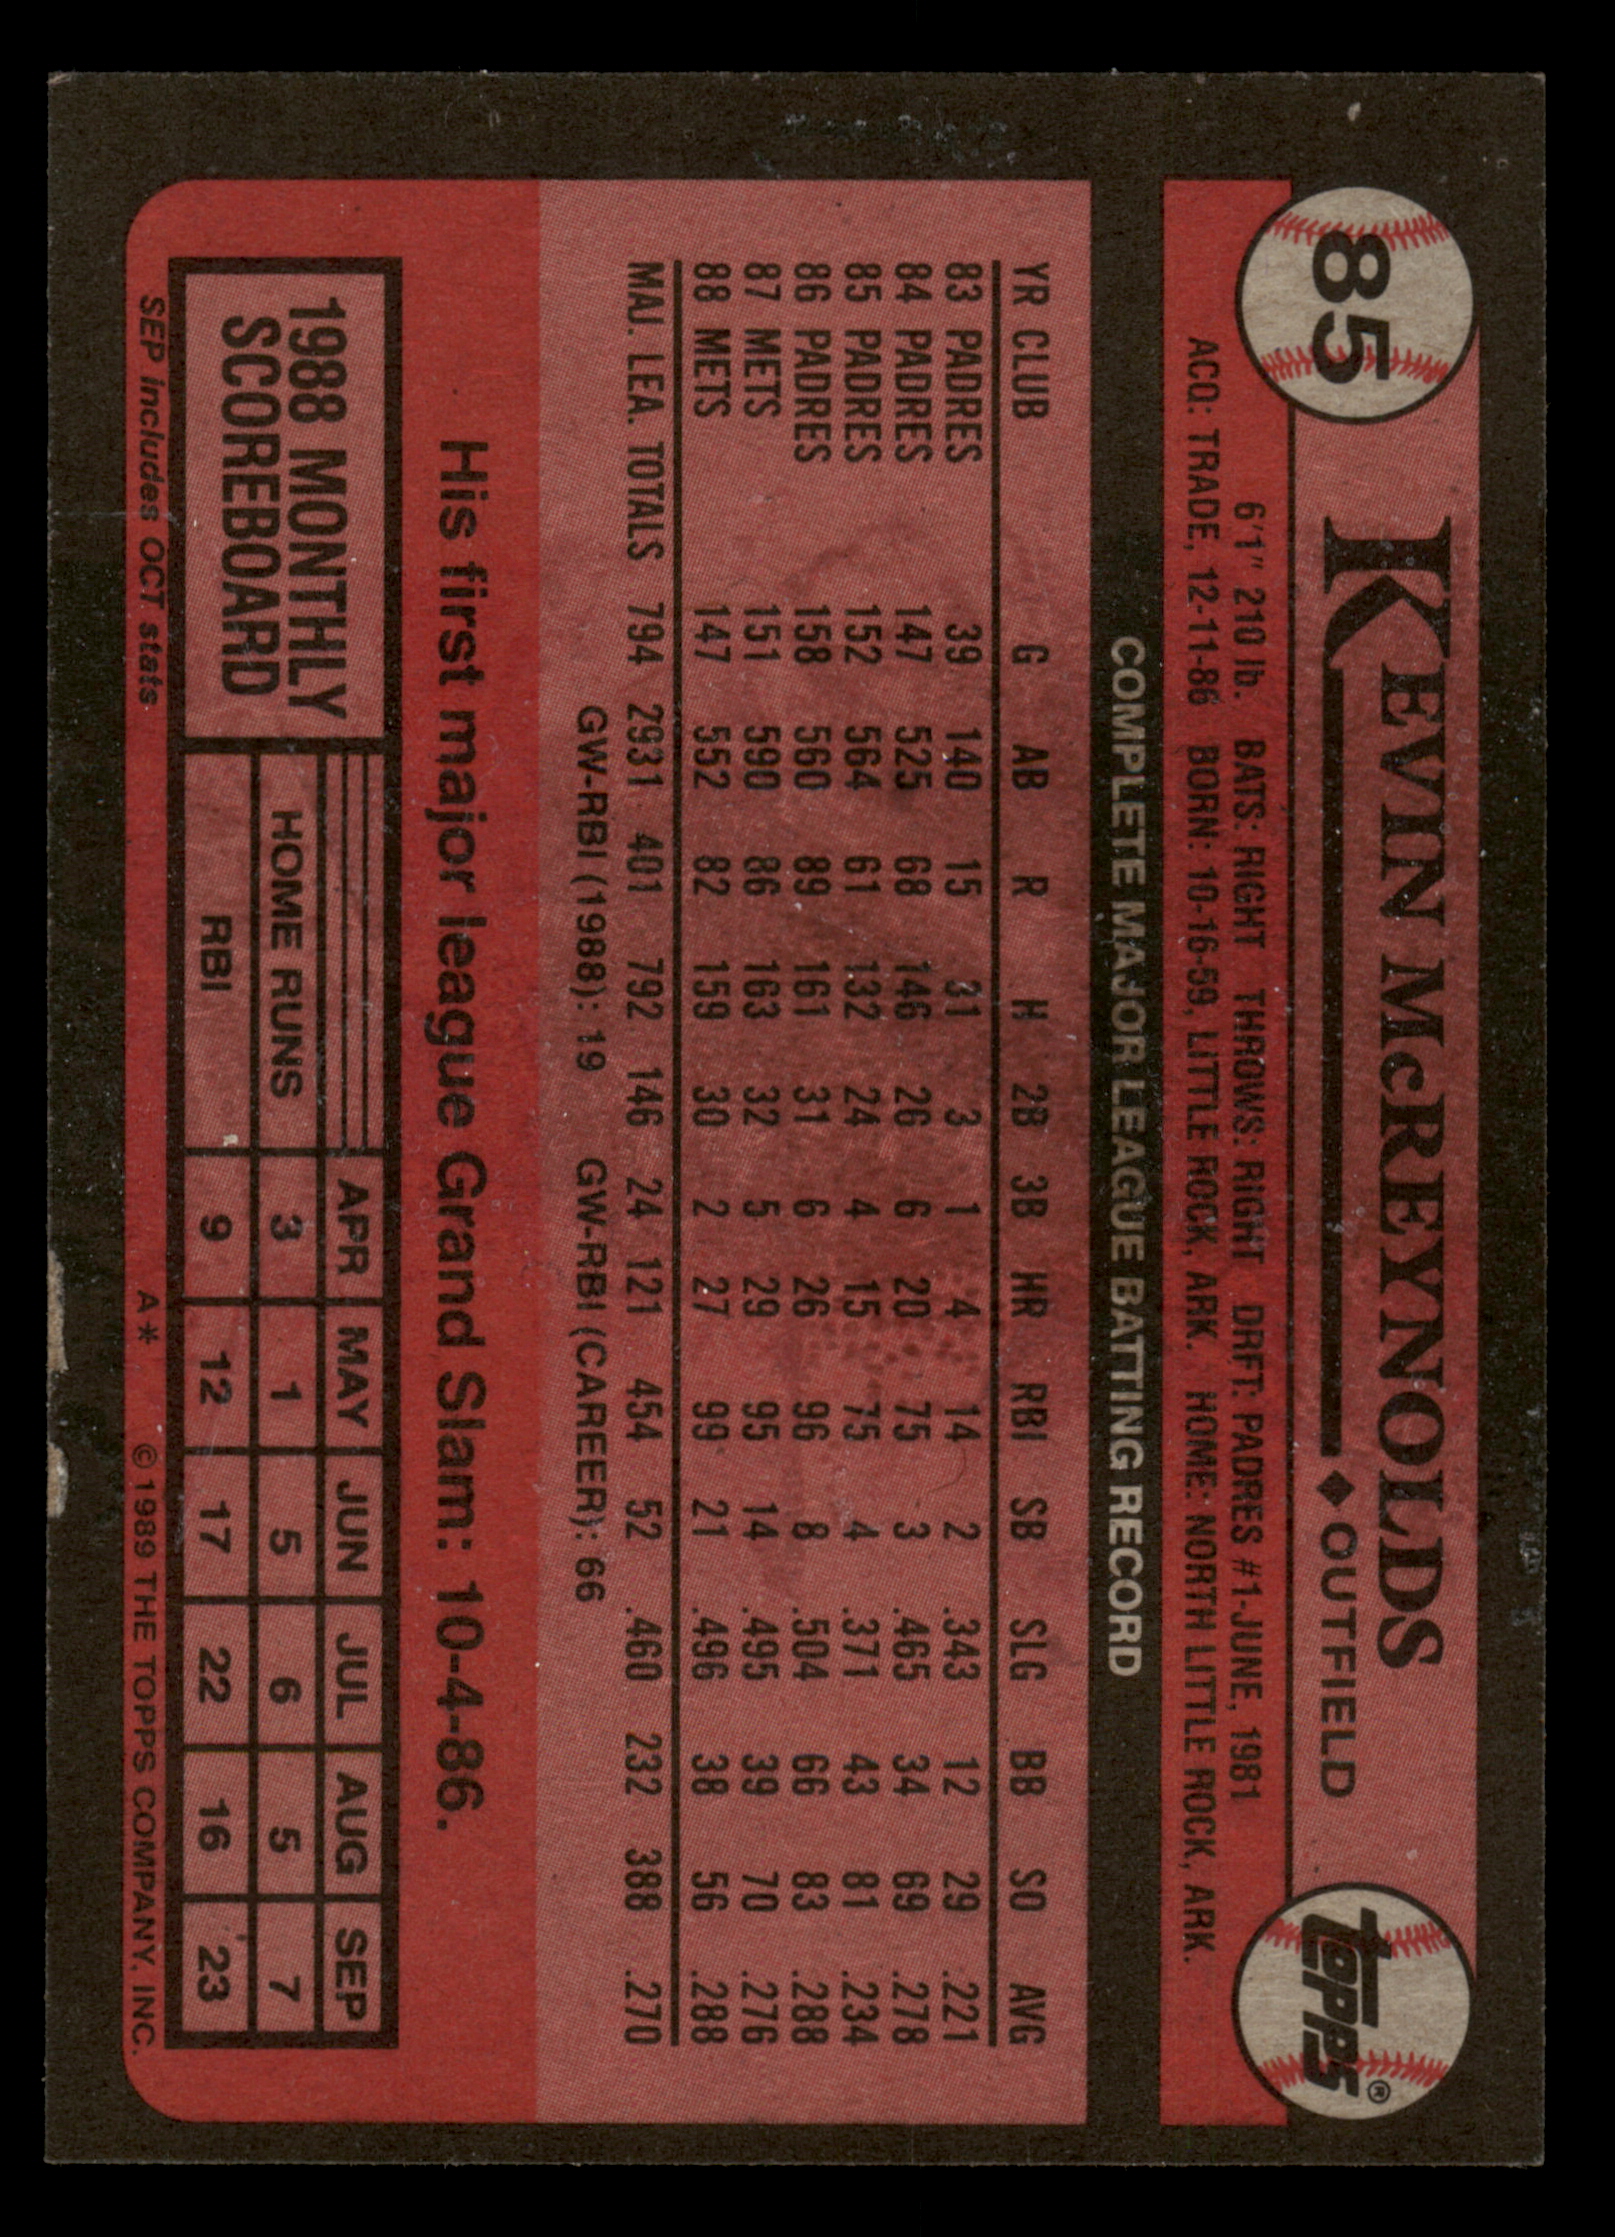 85
KEVIN McREYNOLDS
◆OUTFIELD
topps®
6'1" 210 lb. BATS: RIGHT THROWS: RIGHT DRFT: PADRES #1-JUNE, 1981
ACQ: TRADE, 12-11-86 BORN: 10-16-59, LITTLE ROCK, ARK. HOME: NORTH LITTLE ROCK, ARK.
COMPLETE MAJOR LEAGUE BATTING RECORD
YR CLUB G AB R H 2B 3B HR RBI SB SLG BB SO AVG
83 PADRES 39 140 15 31 3 1 4 14 2 .343 12 29 .221
84 PADRES 147 525 68 146 26 6 20 75 3 .465 34 69 .278
85 PADRES 152 564 61 132 24 4 15 75 4 .371 43 81 .234
86 PADRES 158 560 89 161 31 6 26 96 8 .504 66 83 .288
87 METS 151 590 86 163 32 5 29 95 14 .495 39 70 .276
88 METS 147 552 82 159 30 2 27 99 21 .496 38 56 .288
MAJ. LEA. TOTALS 794 2931 401 792 146 24 121 454 52 .460 232 388 .270
GW-RBI (1988): 19 GW-RBI (CAREER): 66
His first major league Grand Slam: 10-4-86.
1988 MONTHLY
SCOREBOARD
APR MAY JUN JUL AUG SEP
HOME RUNS 3 1 5 6 5 7
RBI 9 12 17 22 16 23
SEP includes OCT. stats
A* ©1989 THE TOPPS COMPANY, INC.